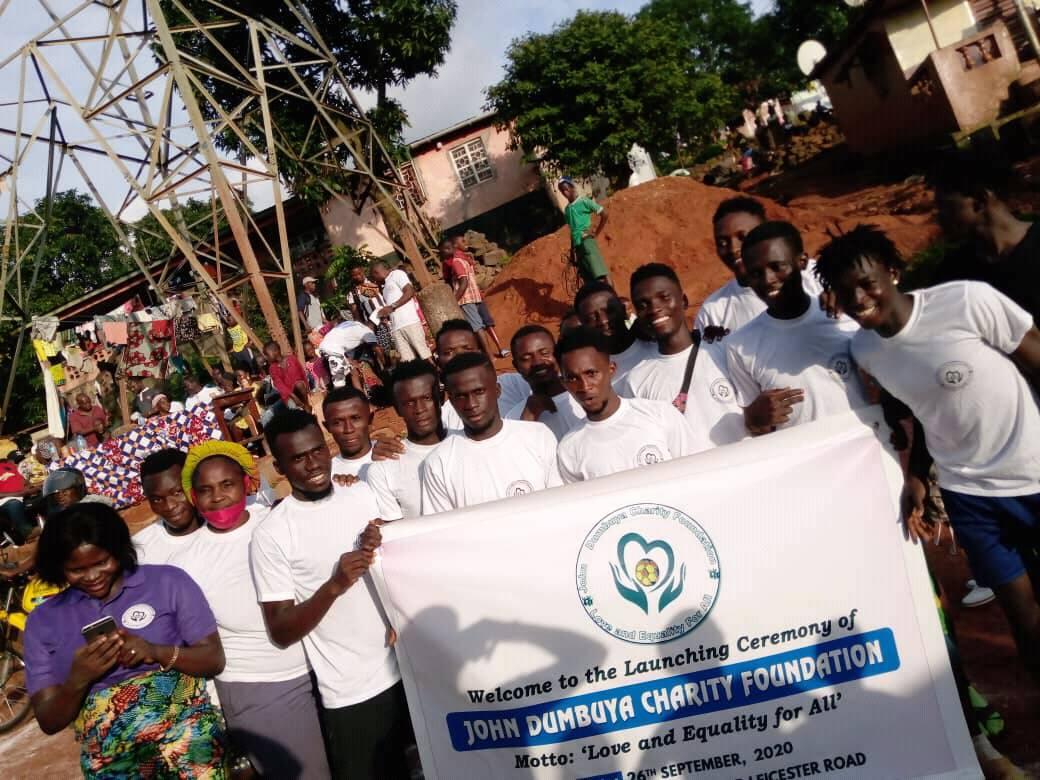 John Dumbuya Charity Foundation
Love and Equality For All
Welcome to the Launching Ceremony of
JOHN DUMBUYA CHARITY FOUNDATION
Motto: 'Love and Equality for All'
26TH SEPTEMBER, 2020
LEICESTER ROAD